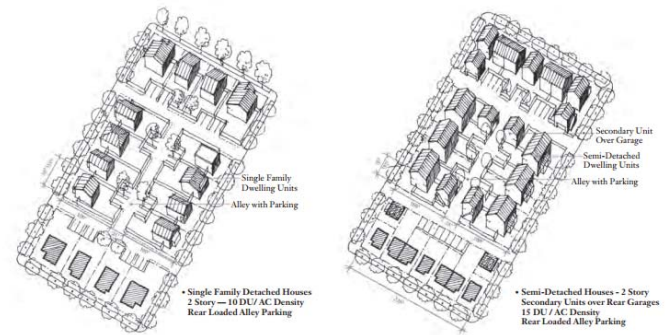 Single Family
Dwelling Units
Alley with Parking
• Single Family Detached Houses
2 Story — 10 DU/ AC Density
Rear Loaded Alley Parking
Secondary Unit
Over Garage
Semi-Detached
Dwelling Units
Alley with Parking
• Semi-Detached Houses - 2 Story
Secondary Units over Rear Garages
15 DU / AC Density
Rear Loaded Alley Parking